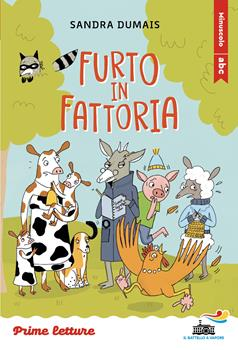 SANDRA DUMAIS
FURTO
IN
FATTORIA
Minuscolo
abc
Prime letture
IL BATTELLO A VAPORE